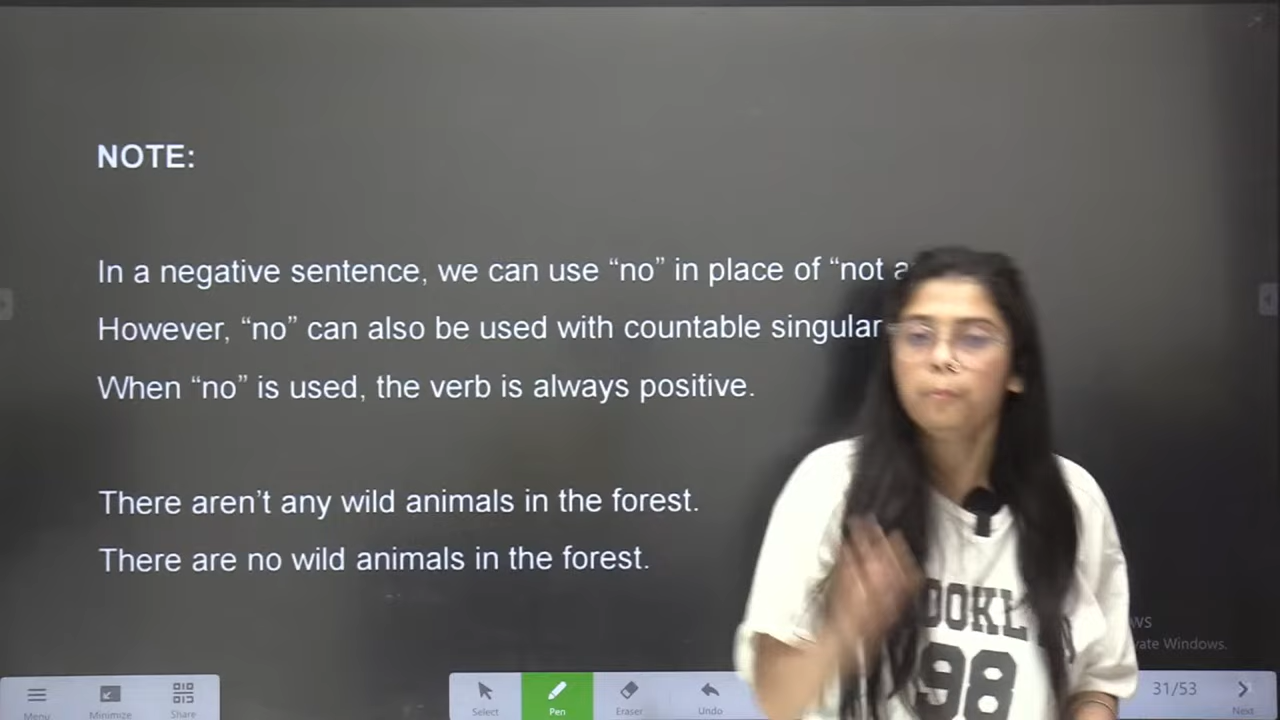 NOTE:
In a negative sentence, we can use “no” in place of “not
However, “no” can also be used with countable singular
When “no” is used, the verb is always positive.
There aren’t any wild animals in the forest.
There are no wild animals in the forest.
98
Windows.
Menu
Minimize
Share
Select
Pen
Eraser
Undo
31/53
Next